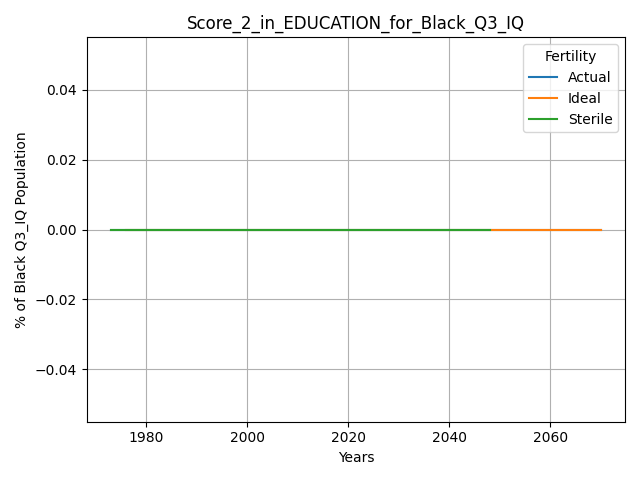 Score_2_in_EDUCATION_for_Black_Q3_IQ
Fertility
Actual
Ideal
Sterile
% of Black Q3_IQ Population
0.04
0.02
0.00
−0.02
−0.04
1980
2000
2020
2040
2060
Years